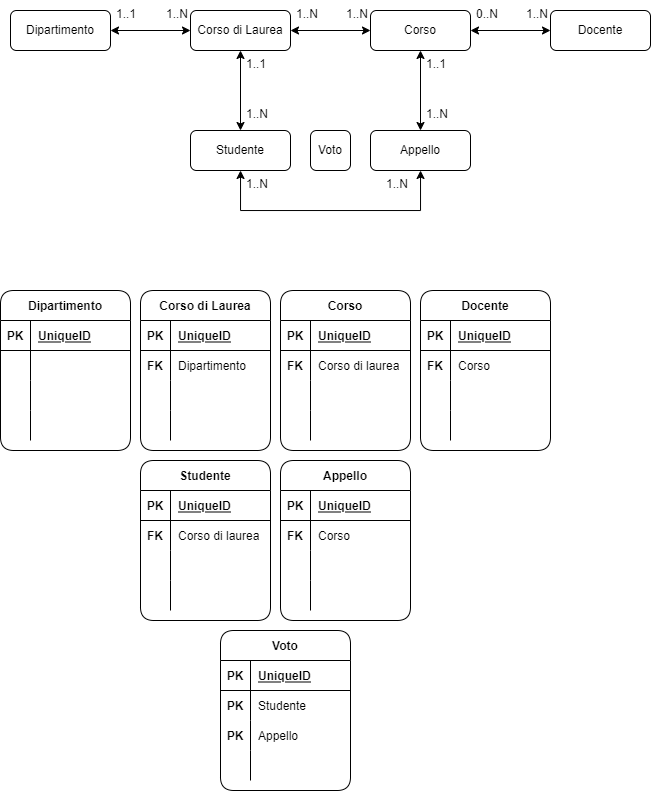 1..1 1..N 1..N 1..N 0..N 1..N
Dipartimento Corso di Laurea Corso Docente
1..1 1..1
1..N 1..N
Studente Voto Appello
1..N 1..N
Dipartimento Corso di Laurea Corso Docente
PK UniqueID PK UniqueID PK UniqueID PK UniqueID
FK Dipartimento FK Corso di laurea FK Corso
Studente Appello
PK UniqueID PK UniqueID
FK Corso di laurea FK Corso
Voto
PK UniqueID
PK Studente
PK Appello